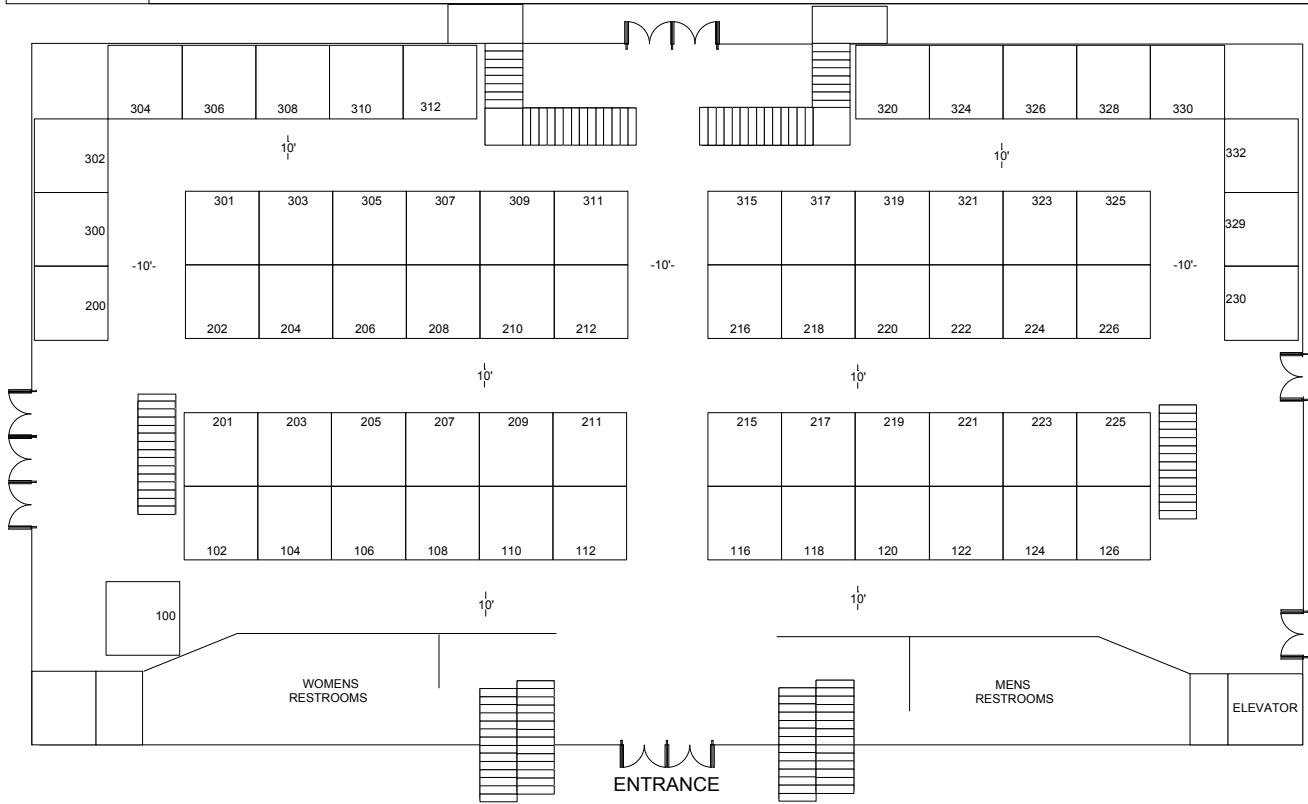 304 306 308 310 312 320 324 326 328 330
10' 10'
302 332
301 303 305 307 309 311 315 317 319 321 323 325
300 329
-10'- -10'- -10'-
200 230
202 204 206 208 210 212 216 218 220 222 224 226
10' 10'
201 203 205 207 209 211 215 217 219 221 223 225
102 104 106 108 110 112 116 118 120 122 124 126
10' 10'
100
WOMENS
RESTROOMS
MENS
RESTROOMS
ELEVATOR
ENTRANCE